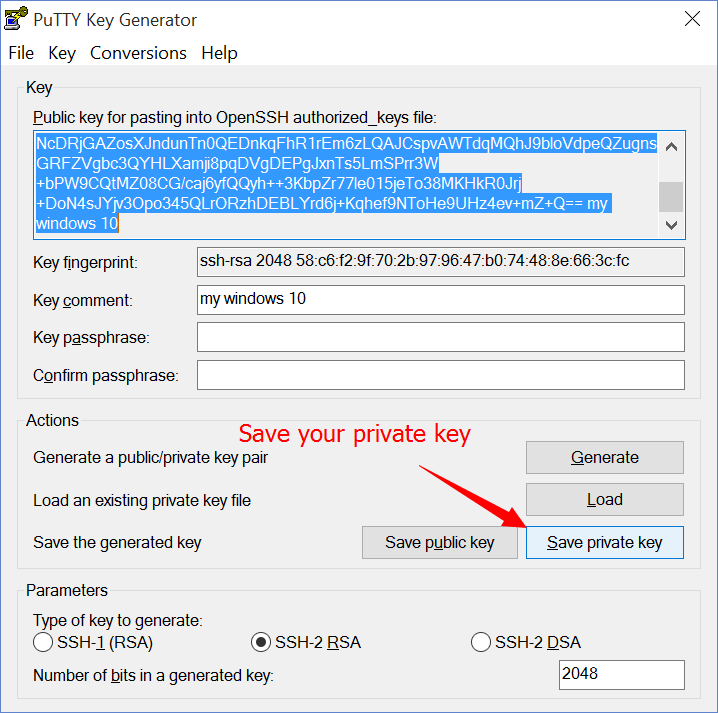 PuTTY Key Generator
File Key Conversions Help
Key
Public key for pasting into OpenSSH authorized_keys file:
NcDRjGAZosXJndunTn0QEDnkqFhR1rEm6zLQAJCspvAWTdqMQhJ9bloVdpeQZugns
GRFZVgbc3QYHLXamji8pqDVgDEPgJxnTs5LmSPrr3W
+bPW9CQtMZ08CG/caj6yfQQyh++3KbpZr77le015jeTo38MKHkR0Jrj
+DoN4sJYjv3Opo345QLrORzhDEBLYrd6j+Kqhef9NToHe9UHz4ev+mZ+Q== my
windows 10
Key fingerprint:
ssh-rsa 2048 58:c6:f2:9f:70:2b:97:96:47:b0:74:48:8e:66:3c:fc
Key comment:
my windows 10
Key passphrase:
Confirm passphrase:
Actions
Save your private key
Generate a public/private key pair
Generate
Load an existing private key file
Load
Save the generated key
Save public key
Save private key
Parameters
Type of key to generate:
SSH-1 (RSA)
SSH-2 RSA
SSH-2 DSA
Number of bits in a generated key:
2048